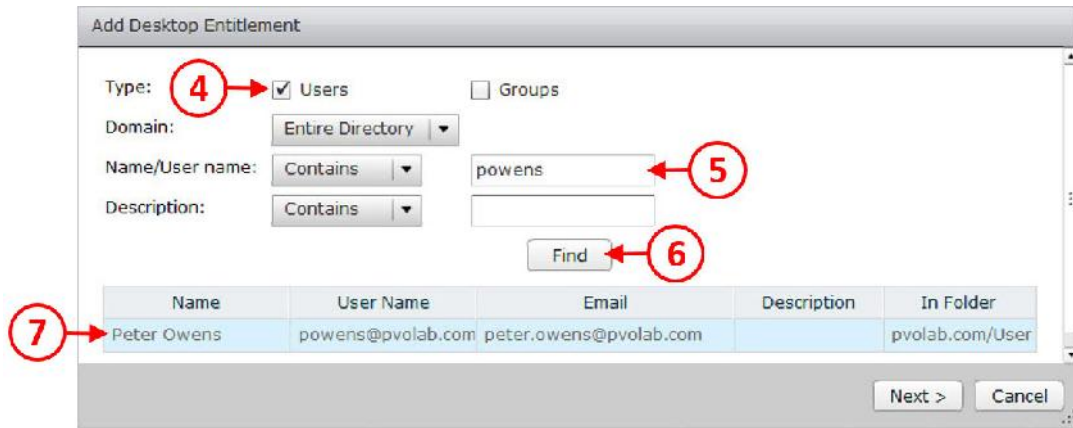 Add Desktop Entitlement
Type: 4 Users Groups
Domain: Entire Directory
Name/User name: Contains powens 5
Description: Contains
Find 6
Name User Name Email Description In Folder
7 Peter Owens powens@pvolab.com peter.owens@pvolab.com pvolab.com/User
Next > Cancel